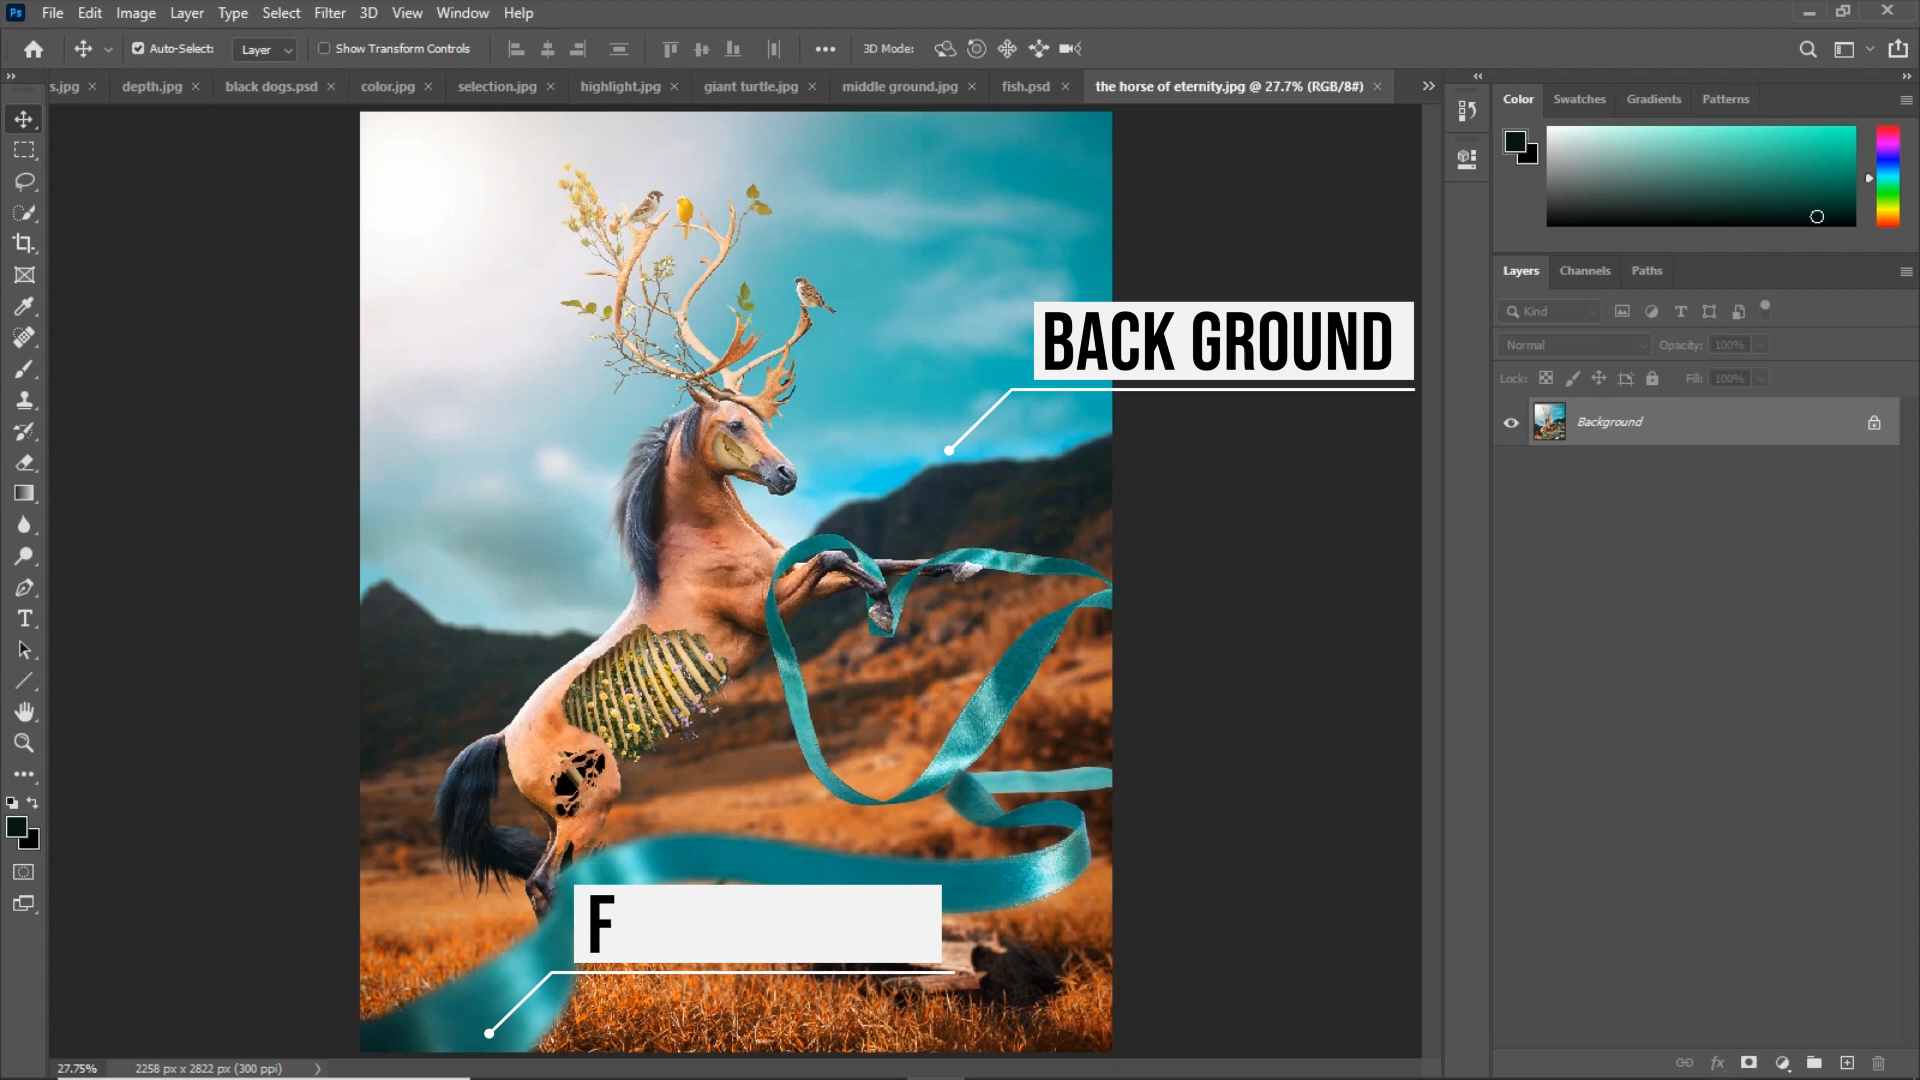 Ps File Edit Image Layer Type Select Filter 3D View Window Help
Auto-Select: Layer Show Transform Controls 3D Mode:
s.jpg depth.jpg black dogs.psd color.jpg selection.jpg highlight.jpg giant turtle.jpg middle ground.jpg fish.psd the horse of eternity.jpg @ 27.7% (RGB/8#)
Color Swatches Gradients Patterns
Layers Channels Paths
Kind
Normal Opacity: 100%
Lock: Fill: 100%
Background
BACK GROUND
F
27.75% 2258 px x 2822 px (300 ppi)
fx